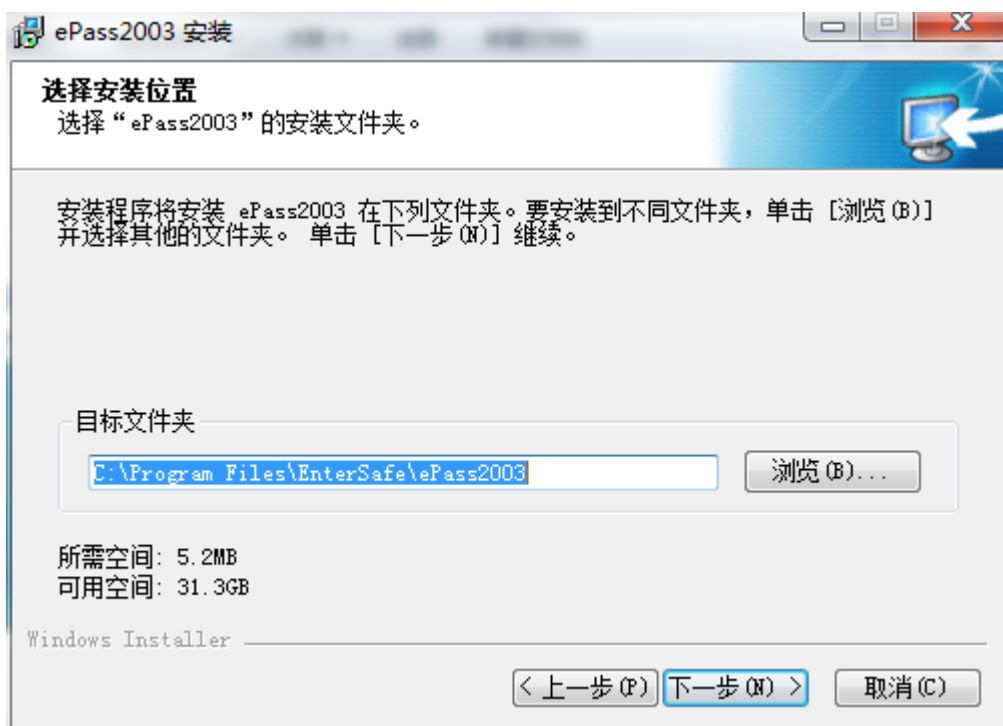 ePass2003 安装
选择安装位置
选择“ePass2003”的安装文件夹。
安装程序将安装 ePass2003 在下列文件夹。要安装到不同文件夹，单击 [浏览(B)]
并选择其他的文件夹。 单击 [下一步(N)] 继续。
目标文件夹
C:\Program Files\EnterSafe\ePass2003
浏览(B)...
所需空间: 5.2MB
可用空间: 31.3GB
Windows Installer
< 上一步(P) 下一步(N) > 取消(C)